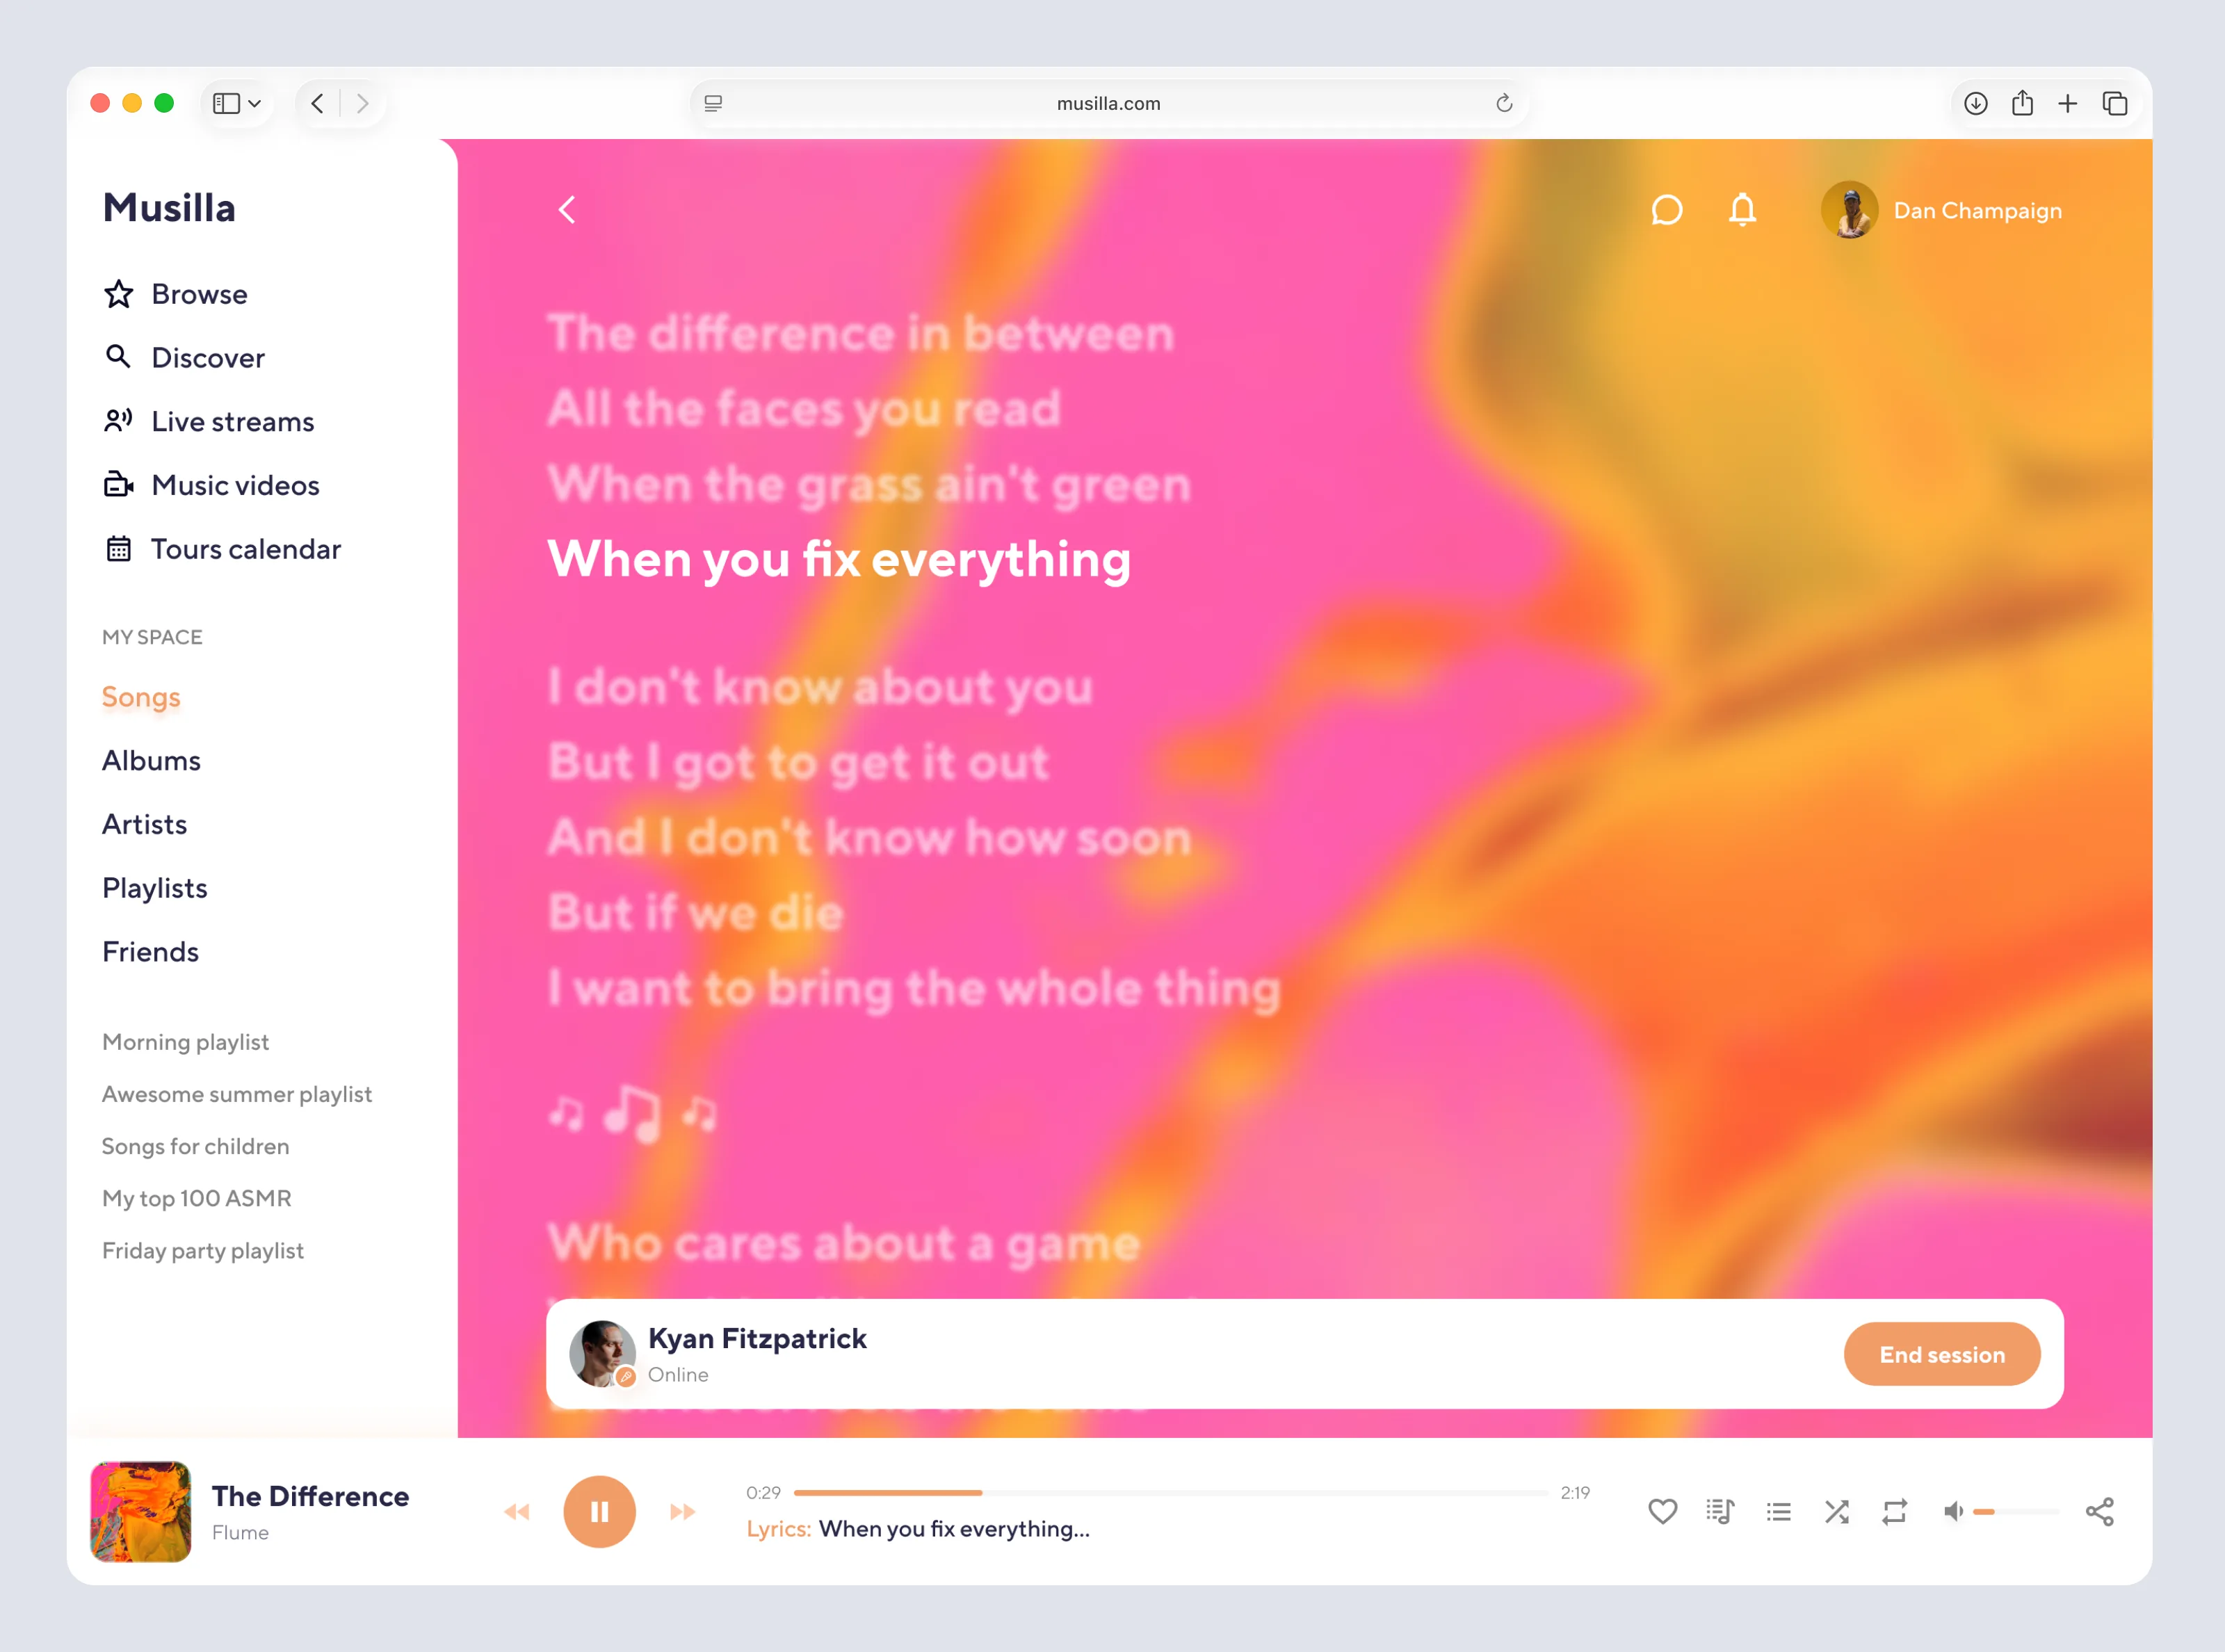 musilla.com
Musilla
Browse
Discover
Live streams
Music videos
Tours calendar
MY SPACE
Songs
Albums
Artists
Playlists
Friends
Morning playlist
Awesome summer playlist
Songs for children
My top 100 ASMR
Friday party playlist
Dan Champaign
The difference in between
All the faces you read
When the grass ain't green
When you fix everything
I don't know about you
But I got to get it out
And I don't know how soon
But if we die
I want to bring the whole thing
Who cares about a game
Kyan Fitzpatrick
Online
End session
The Difference
Flume
0:29
2:19
Lyrics: When you fix everything...